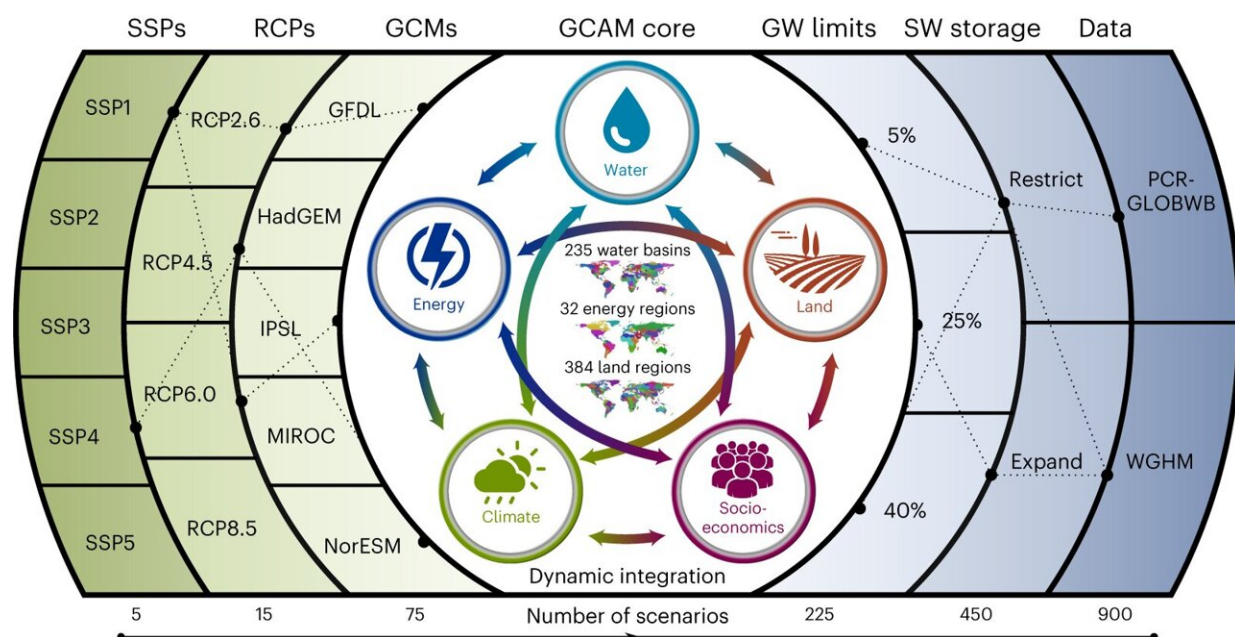 SSPs RCPs GCMs GCAM core GW limits SW storage Data
SSP1
SSP2
SSP3
SSP4
SSP5
RCP2.6
RCP4.5
RCP6.0
RCP8.5
GFDL
HadGEM
IPSL
MIROC
NorESM
Water
Energy
Land
Climate
Socio-
economics
235 water basins
32 energy regions
384 land regions
Dynamic integration
5%
25%
40%
Restrict
Expand
PCR-
GLOBWB
WGHM
5 15 75 Number of scenarios 225 450 900